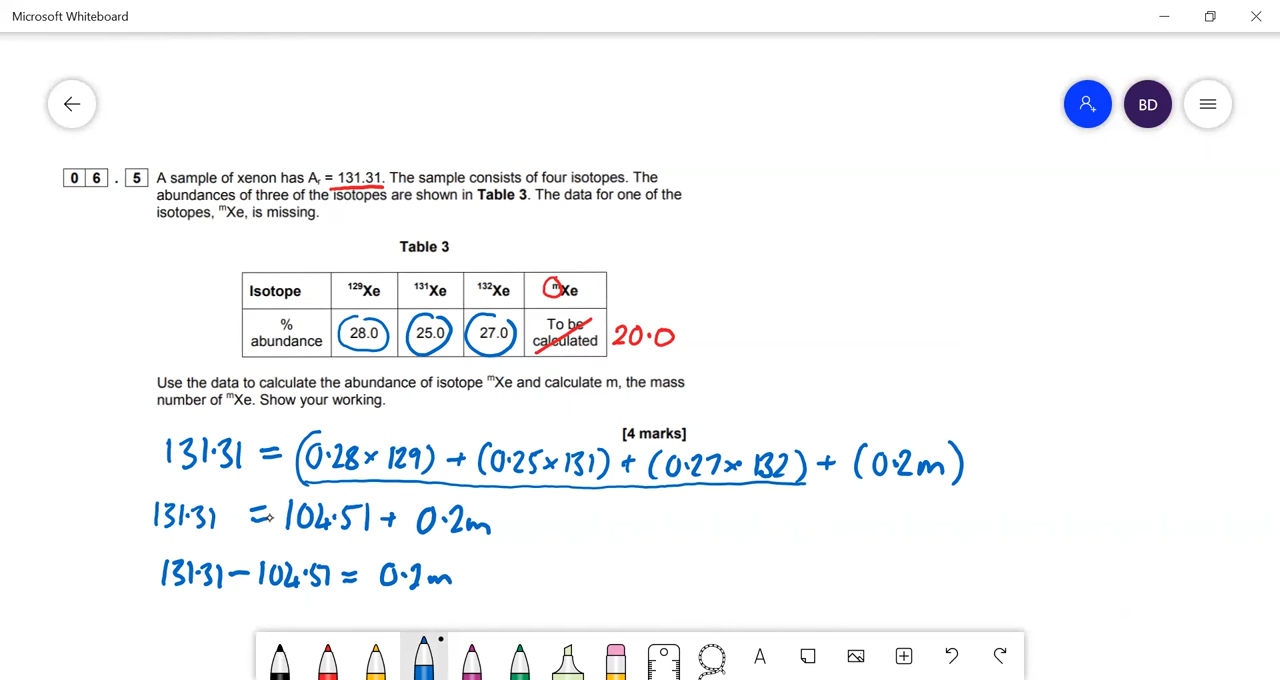 Microsoft Whiteboard
BD
0 6 . 5 A sample of xenon has Ar = 131.31. The sample consists of four isotopes. The
abundances of three of the isotopes are shown in Table 3. The data for one of the
isotopes, mXe, is missing.
Table 3
Isotope 129Xe 131Xe 132Xe mXe
% abundance 28.0 25.0 27.0 To be calculated 20.0
Use the data to calculate the abundance of isotope mXe and calculate m, the mass
number of mXe. Show your working.
[4 marks]
131.31 = (0.28 × 129) + (0.25 × 131) + (0.27 × 132) + (0.2m)
131.31 = 104.51 + 0.2m
131.31 - 104.51 = 0.2m
A